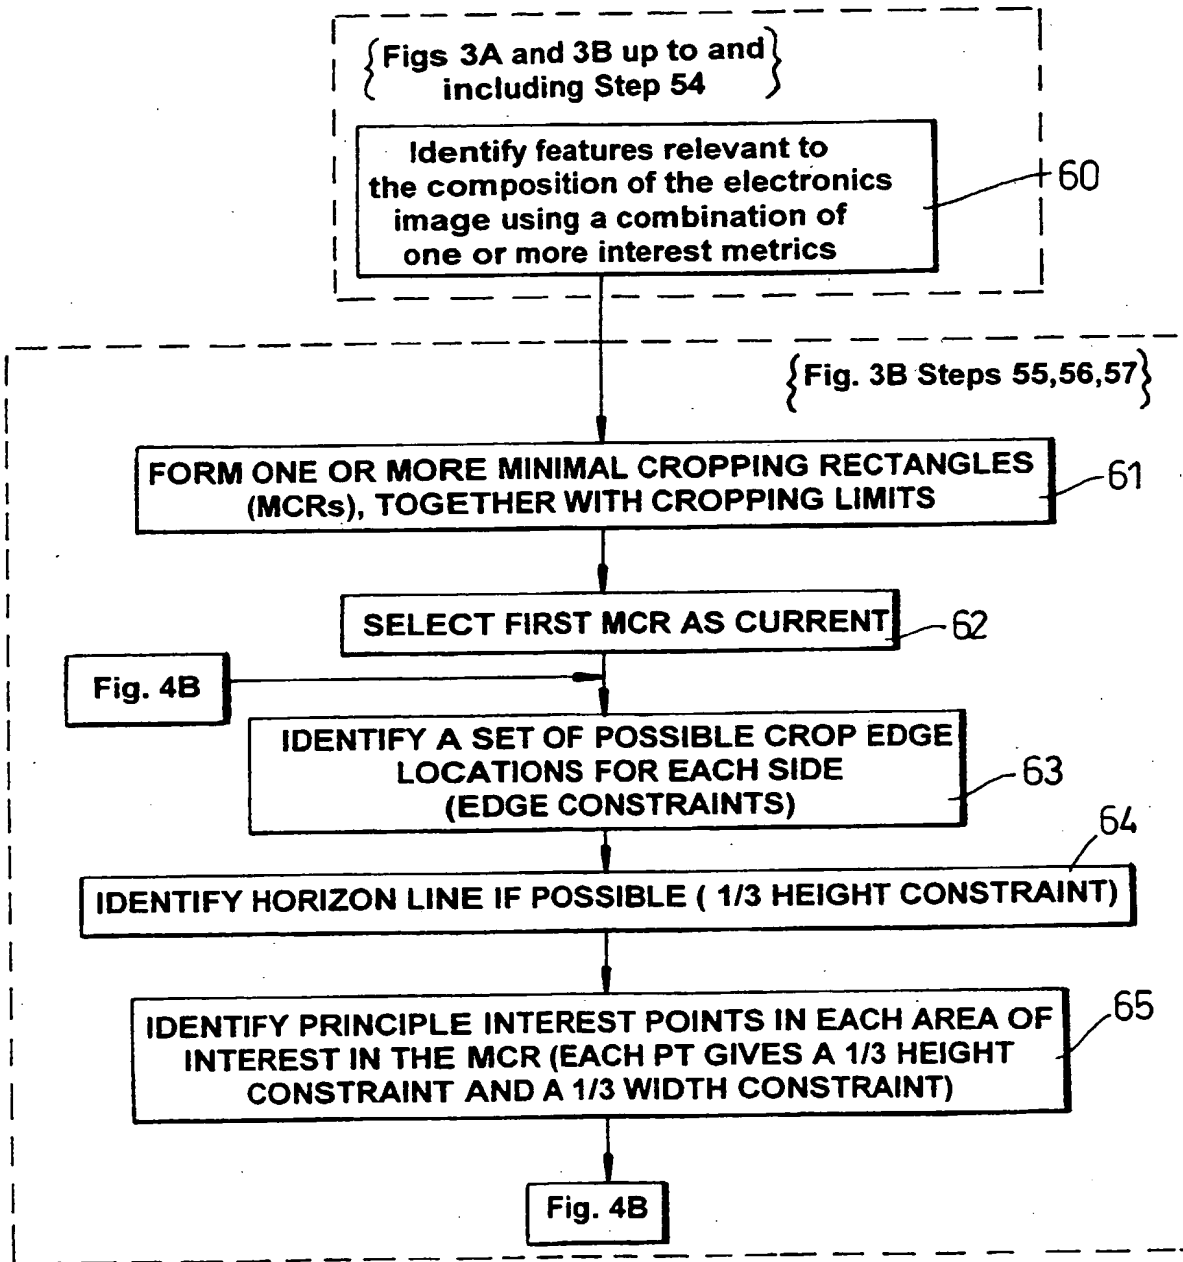 {Figs 3A and 3B up to and
including Step 54}
Identify features relevant to
the composition of the electronics
image using a combination of
one or more interest metrics
60
{Fig. 3B Steps 55,56,57}
FORM ONE OR MORE MINIMAL CROPPING RECTANGLES
(MCRs), TOGETHER WITH CROPPING LIMITS
61
SELECT FIRST MCR AS CURRENT
62
Fig. 4B
IDENTIFY A SET OF POSSIBLE CROP EDGE
LOCATIONS FOR EACH SIDE
(EDGE CONSTRAINTS)
63
64
IDENTIFY HORIZON LINE IF POSSIBLE ( 1/3 HEIGHT CONSTRAINT)
65
IDENTIFY PRINCIPLE INTEREST POINTS IN EACH AREA OF
INTEREST IN THE MCR (EACH PT GIVES A 1/3 HEIGHT
CONSTRAINT AND A 1/3 WIDTH CONSTRAINT)
Fig. 4B